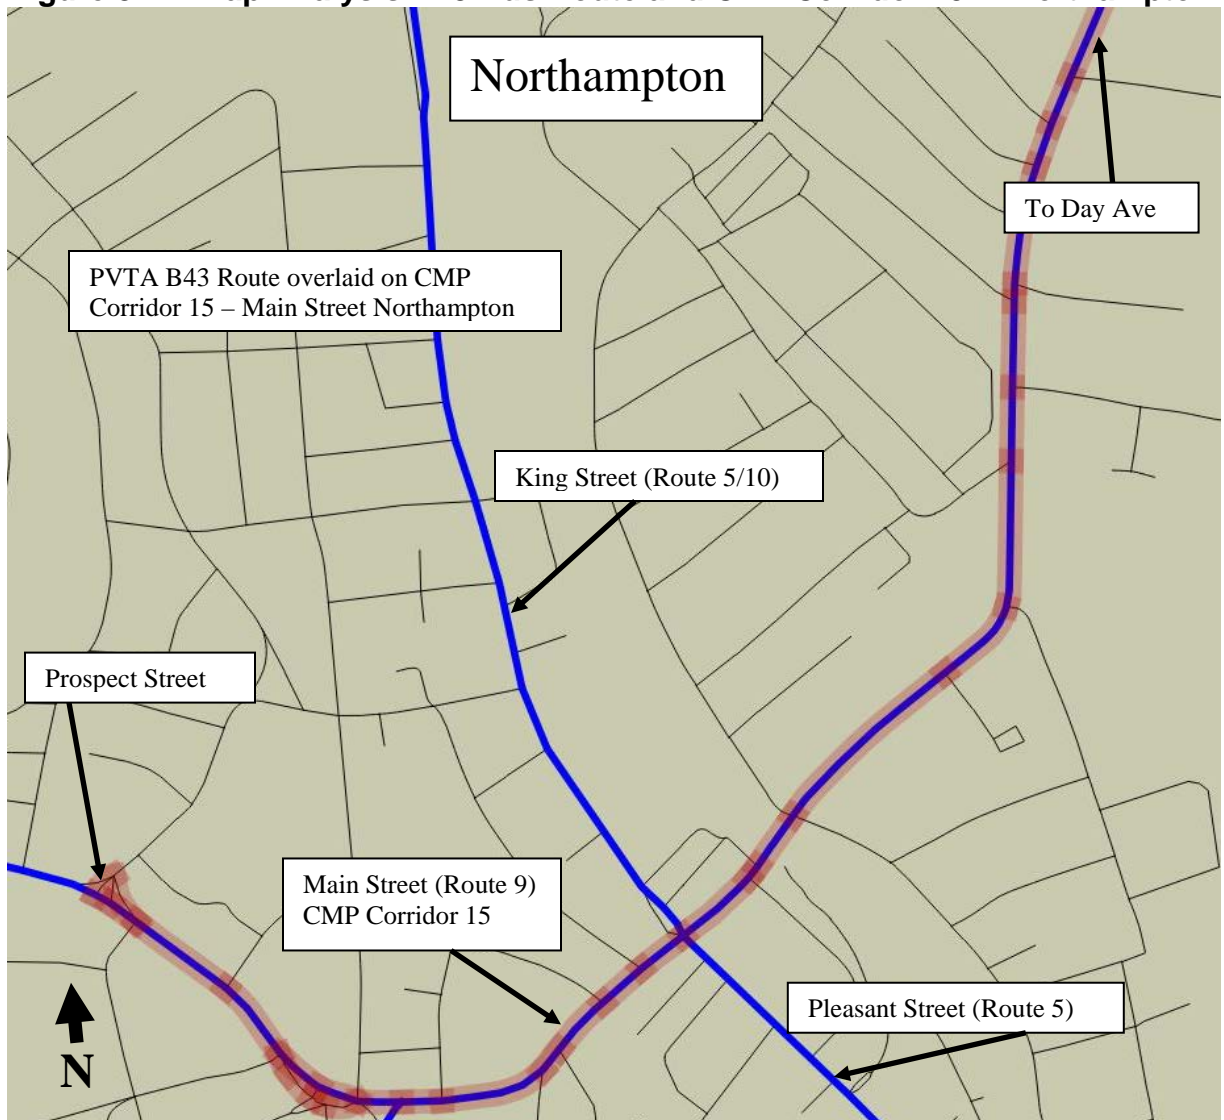 Northampton
To Day Ave
PVTA B43 Route overlaid on CMP
Corridor 15 – Main Street Northampton
King Street (Route 5/10)
Prospect Street
Main Street (Route 9)
CMP Corridor 15
Pleasant Street (Route 5)
N